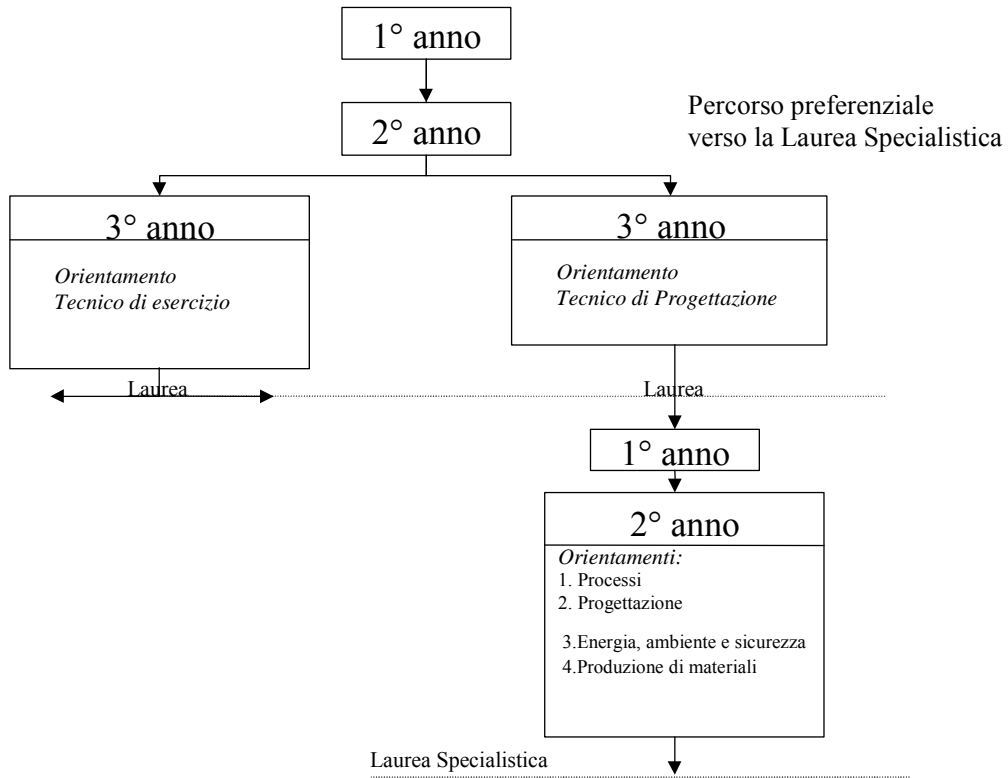 1° anno
2° anno
Percorso preferenziale
verso la Laurea Specialistica
3° anno
Orientamento
Tecnico di esercizio
3° anno
Orientamento
Tecnico di Progettazione
Laurea
Laurea
1° anno
2° anno
Orientamenti:
1. Processi
2. Progettazione
3.Energia, ambiente e sicurezza
4.Produzione di materiali
Laurea Specialistica